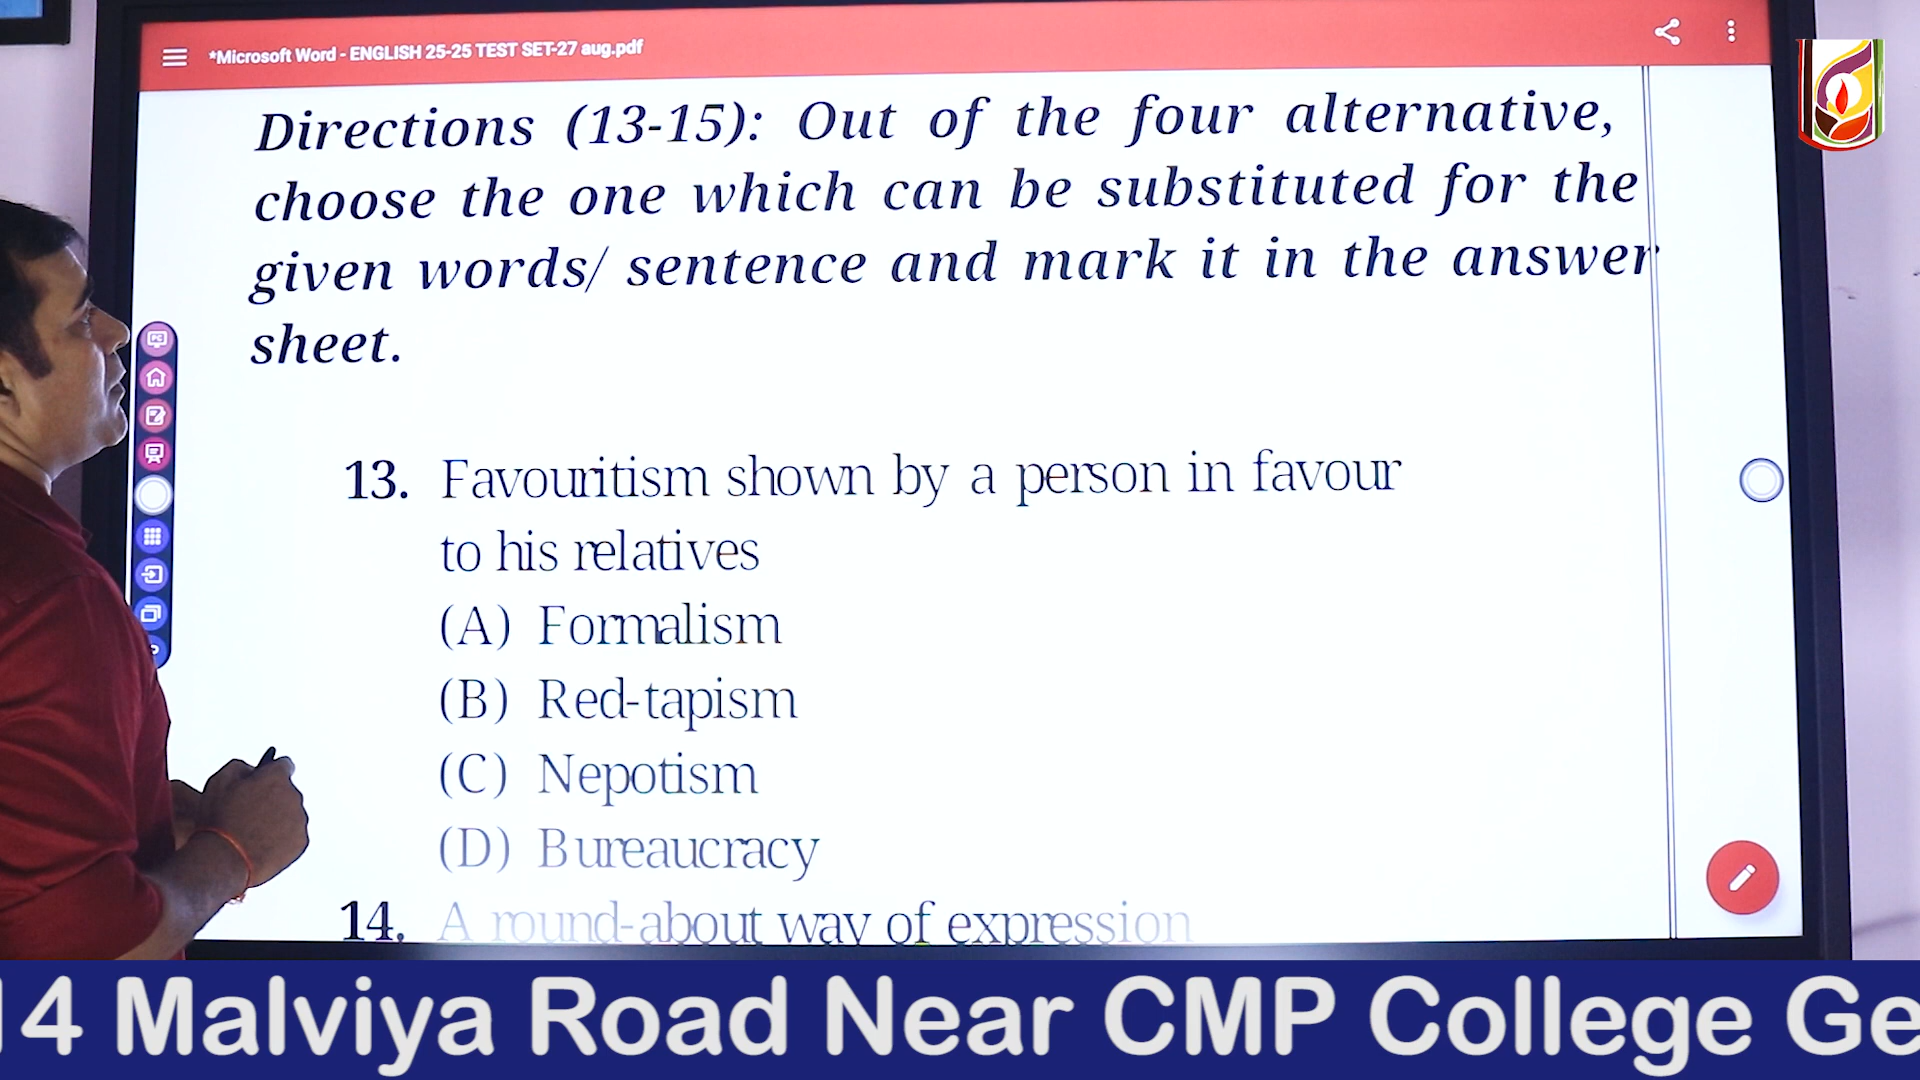 *Microsoft Word - ENGLISH 25-25 TEST SET-27 aug.pdf
Directions (13-15): Out of the four alternative,
choose the one which can be substituted for the
given words/ sentence and mark it in the answer
sheet.
13. Favouritism shown by a person in favour
to his relatives
(A) Formalism
(B) Red-tapism
(C) Nepotism
(D) Bureaucracy
14. A round-about way of expression
14 Malviya Road Near CMP College Ge